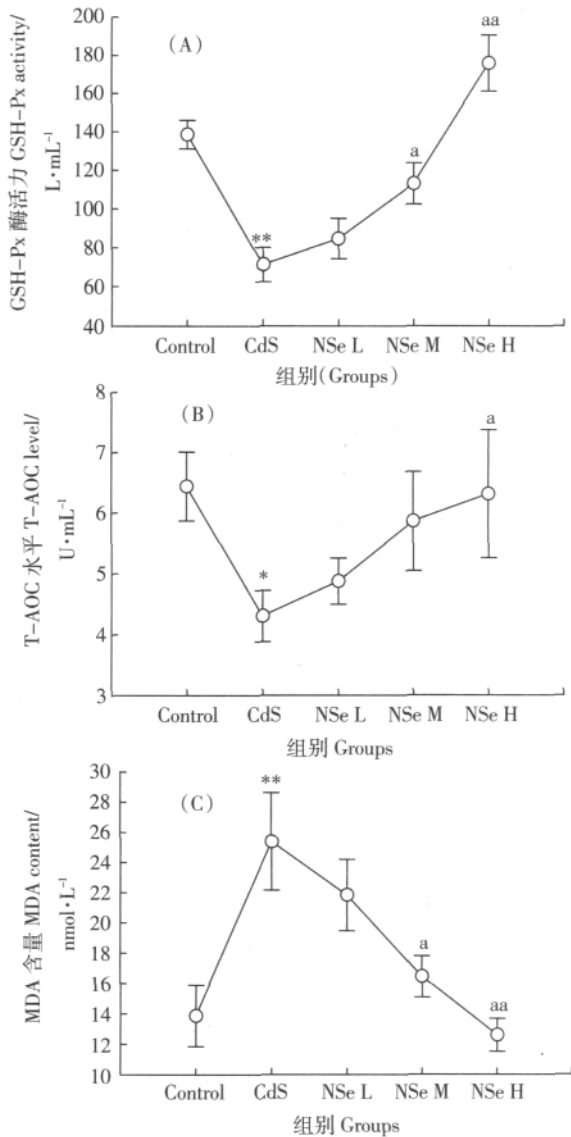 GSH-Px 酶活力 GSH-Px activity/
L·mL⁻¹
200
180
160
140
120
100
80
60
40
(A)
**
a
aa
Control CdS NSe L NSe M NSe H
组别(Groups)
T-AOC 水平 T-AOC level/
U·mL⁻¹
8
7
6
5
4
3
(B)
*
a
Control CdS NSe L NSe M NSe H
组别 Groups
MDA 含量 MDA content/
nmol·L⁻¹
30
28
26
24
22
20
18
16
14
12
10
(C)
**
a
aa
Control CdS NSe L NSe M NSe H
组别 Groups